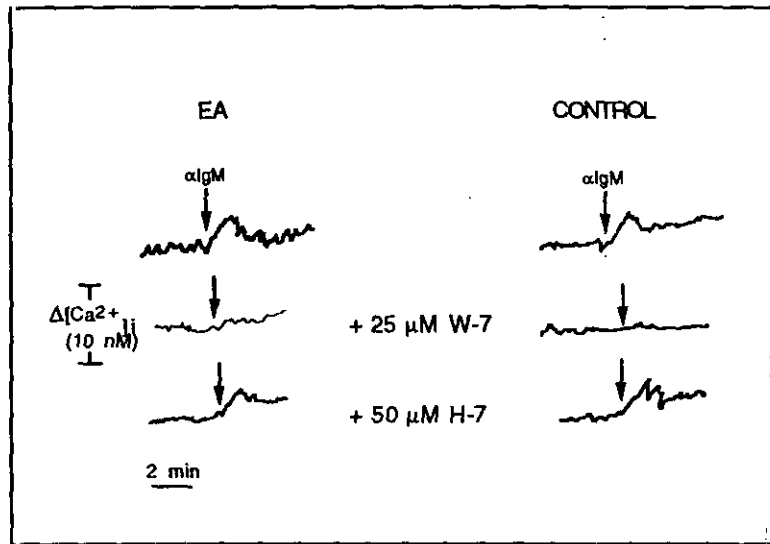 EA CONTROL
αIgM αIgM
Δ[Ca2+]i
(10 nM)
+ 25 μM W-7
+ 50 μM H-7
2 min